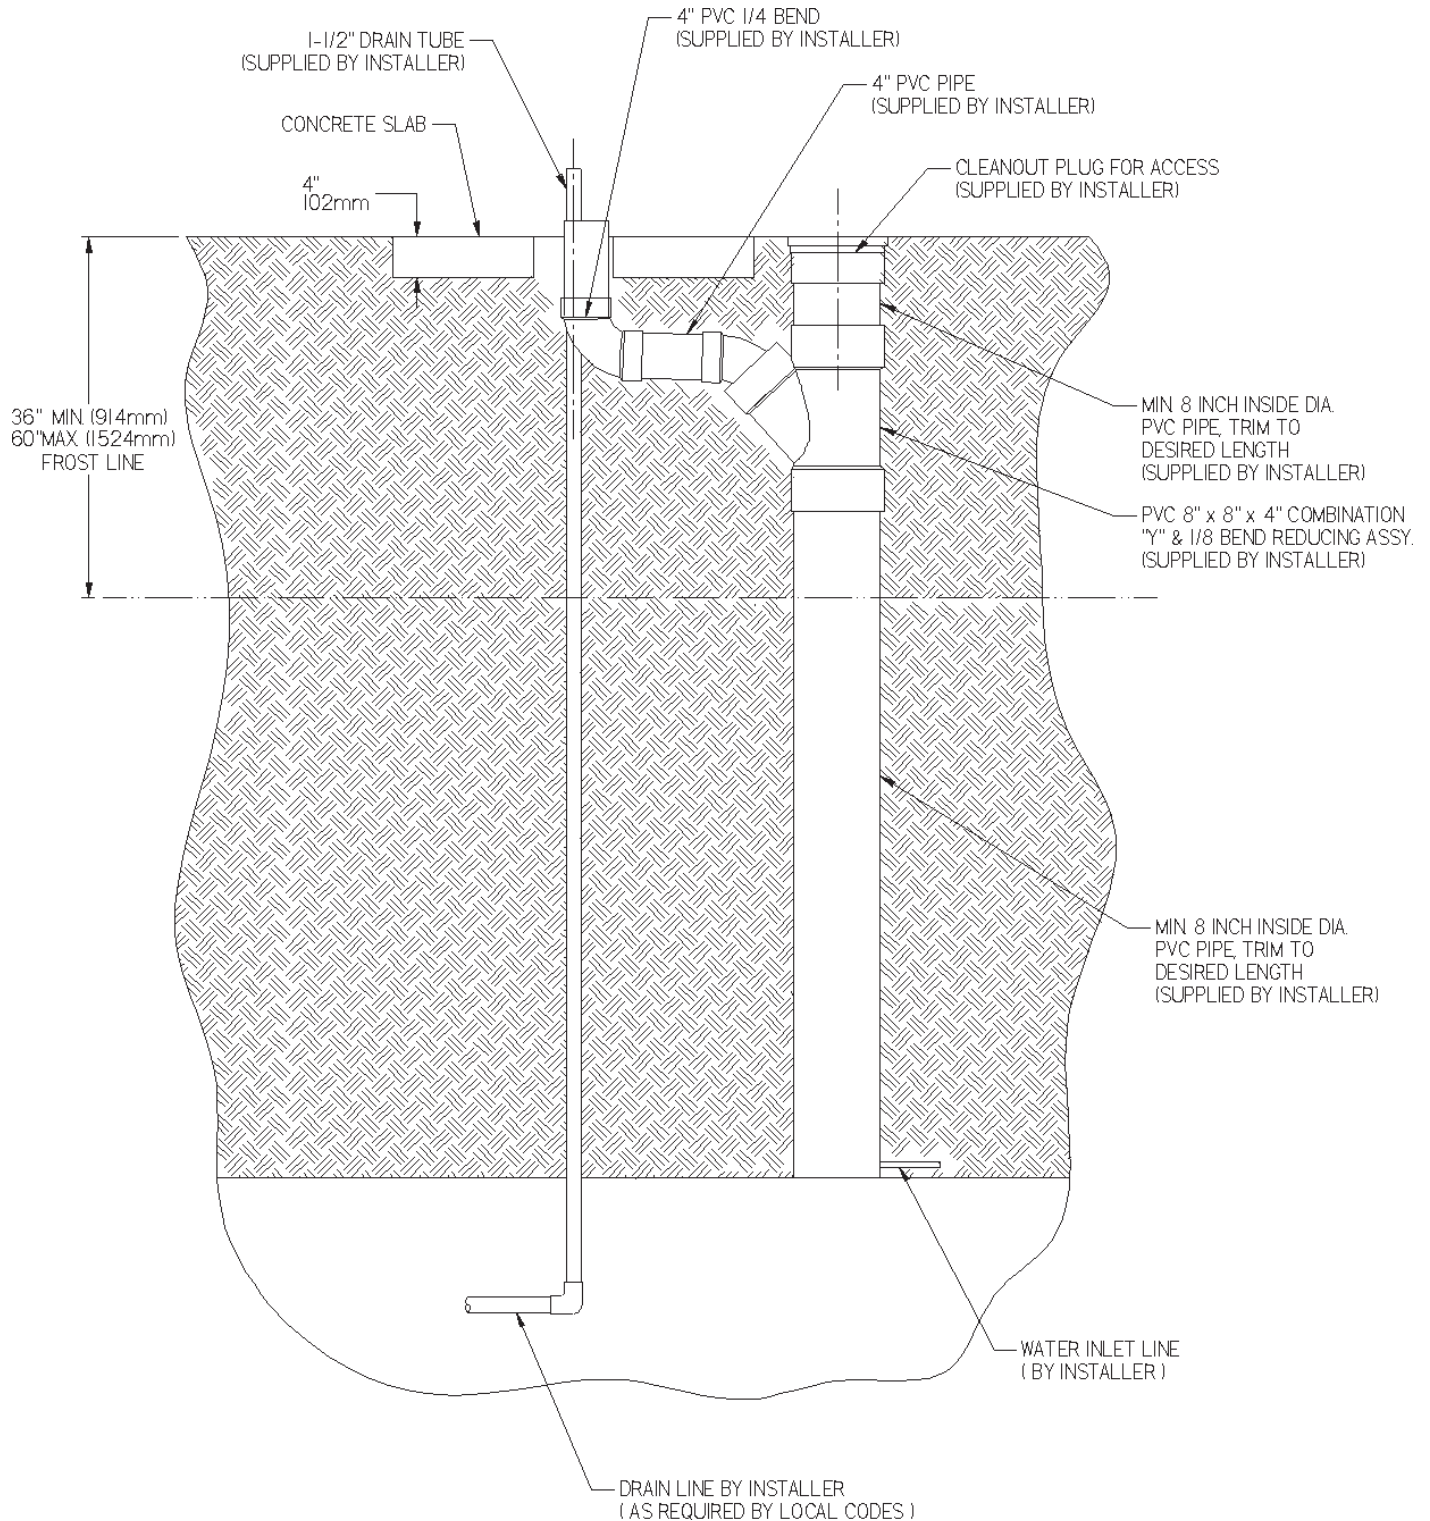 4" PVC 1/4 BEND
(SUPPLIED BY INSTALLER)
1-1/2" DRAIN TUBE
(SUPPLIED BY INSTALLER)
4" PVC PIPE
(SUPPLIED BY INSTALLER)
CONCRETE SLAB
CLEANOUT PLUG FOR ACCESS
(SUPPLIED BY INSTALLER)
4"
102mm
36" MIN. (914mm)
60"MAX. (1524mm)
FROST LINE
MIN. 8 INCH INSIDE DIA.
PVC PIPE, TRIM TO
DESIRED LENGTH
(SUPPLIED BY INSTALLER)
PVC 8" x 8" x 4" COMBINATION
"Y" & 1/8 BEND REDUCING ASSY.
(SUPPLIED BY INSTALLER)
MIN. 8 INCH INSIDE DIA.
PVC PIPE, TRIM TO
DESIRED LENGTH
(SUPPLIED BY INSTALLER)
WATER INLET LINE
( BY INSTALLER )
DRAIN LINE BY INSTALLER
( AS REQUIRED BY LOCAL CODES )